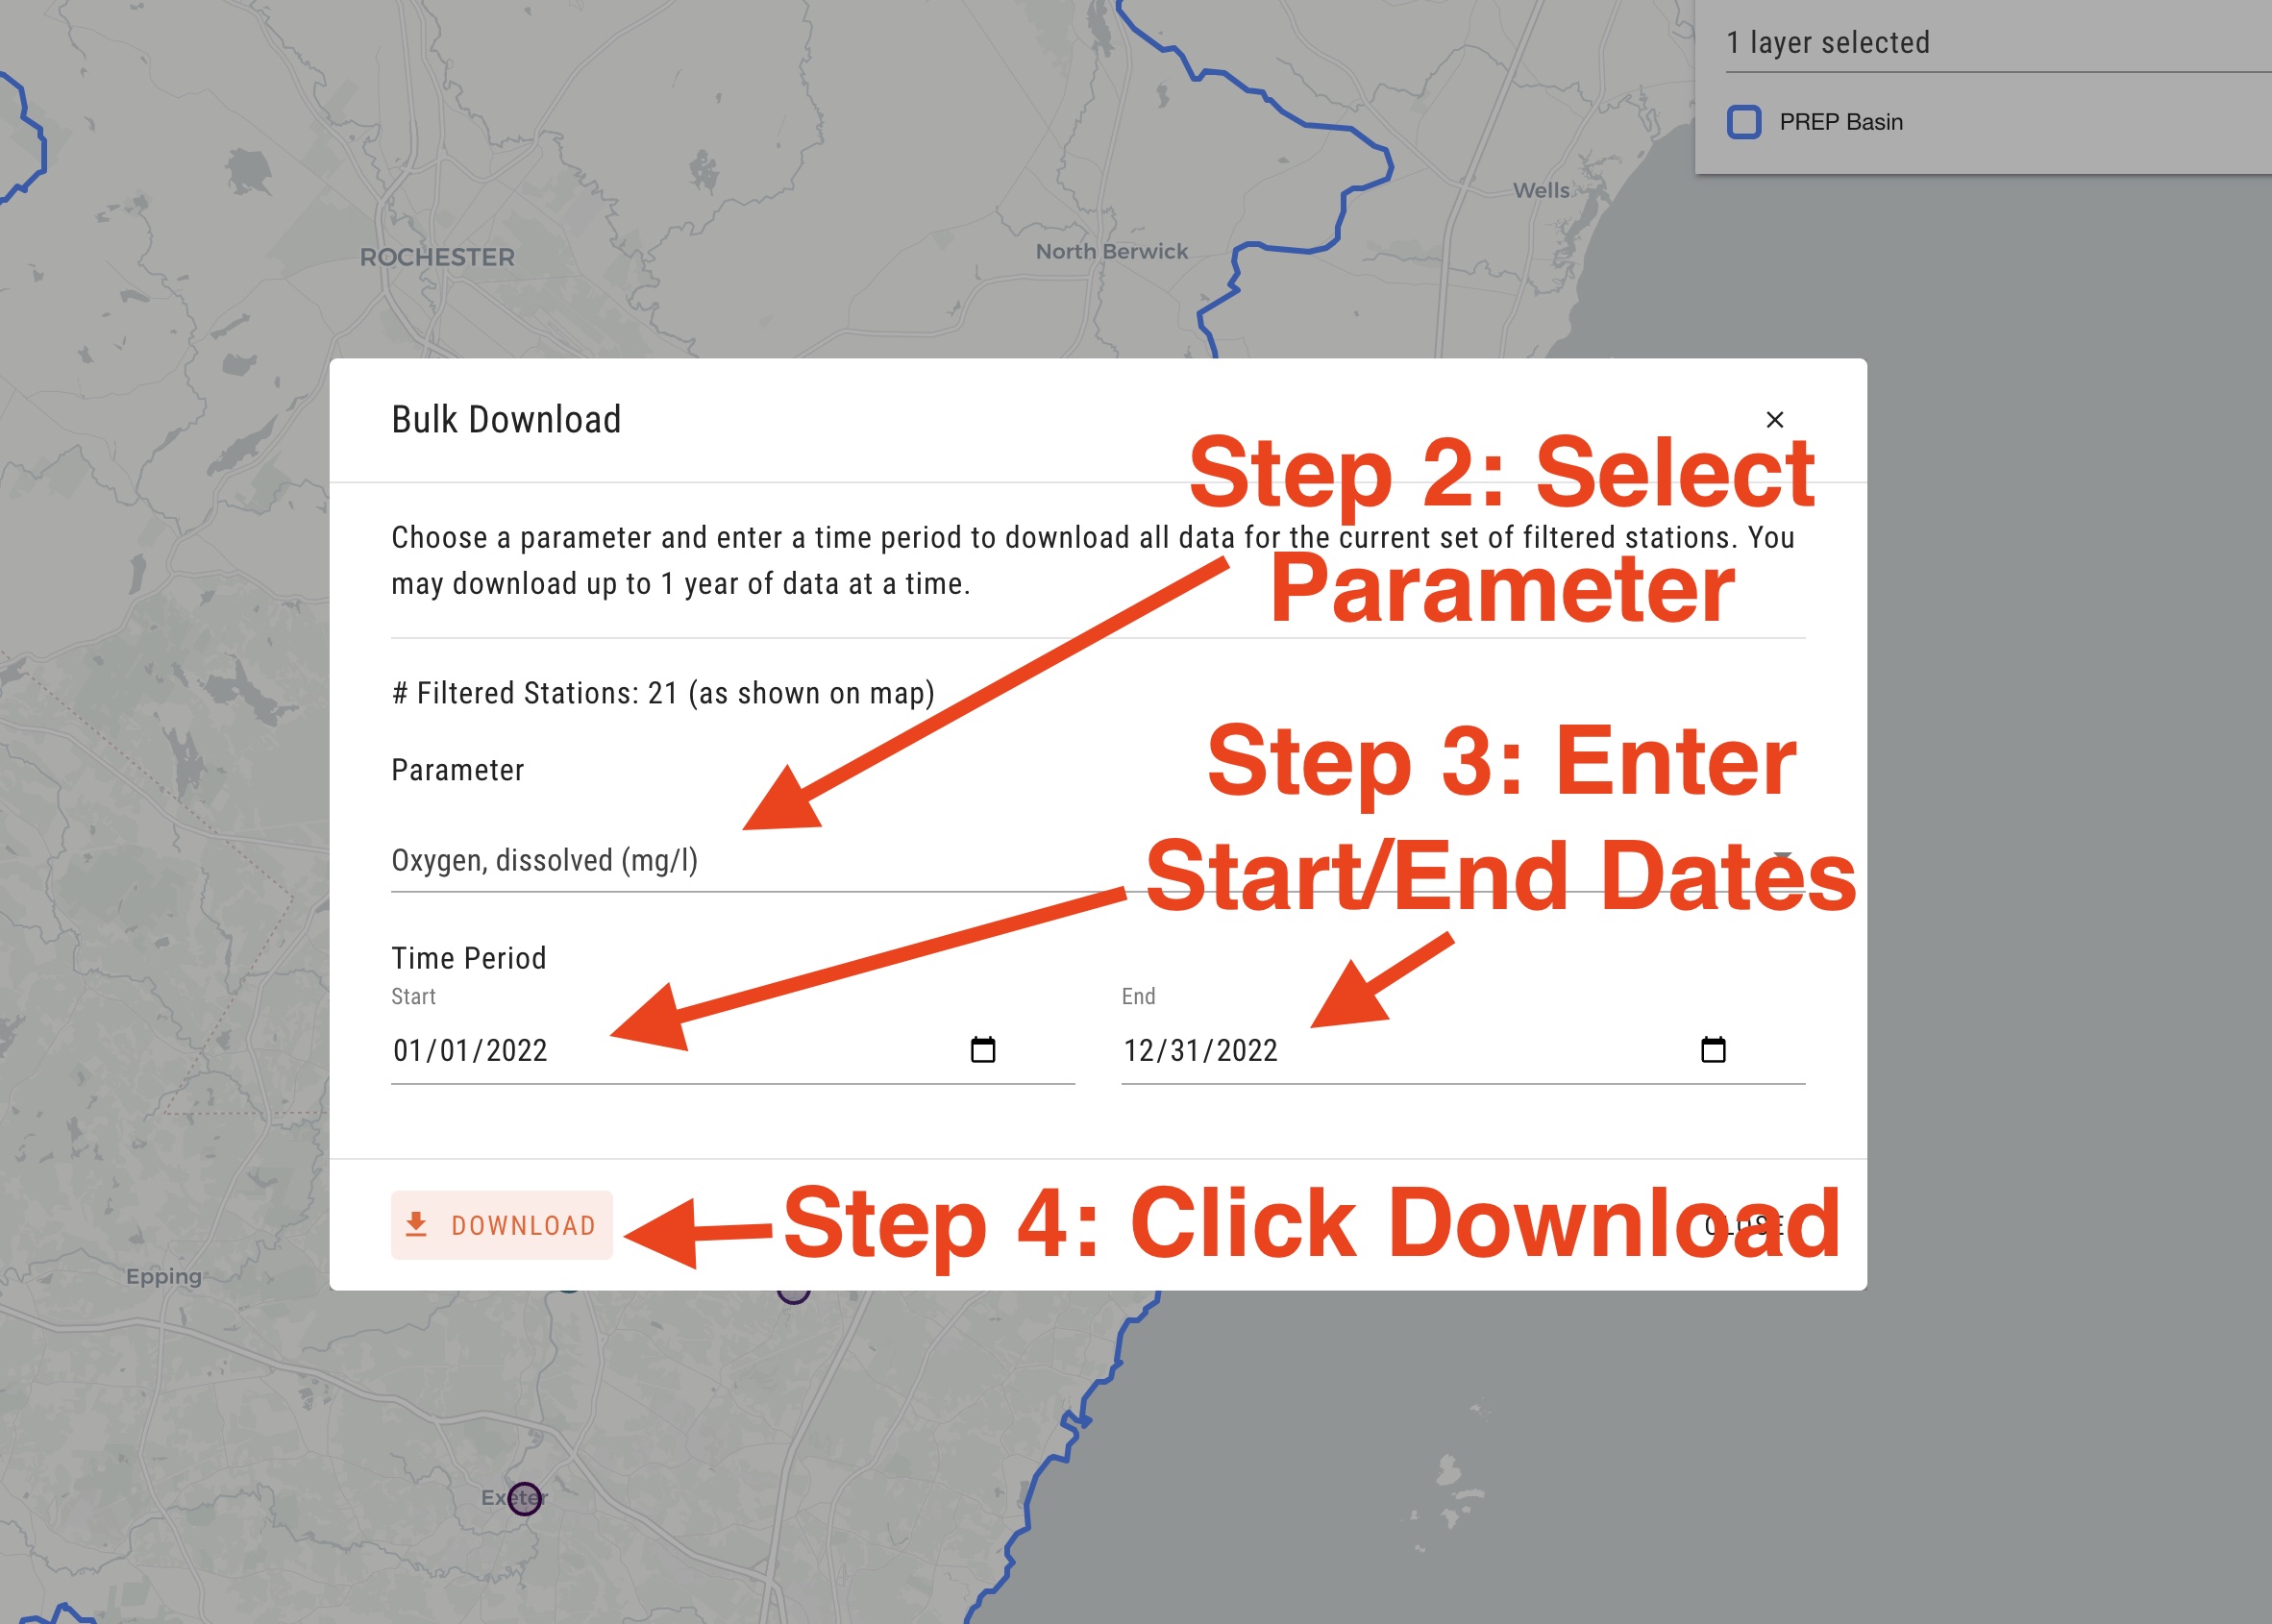 1 layer selected
PREP Basin
Wells
ROCHESTER
North Berwick
Bulk Download
Step 2: Select
Parameter
Choose a parameter and enter a time period to download all data for the current set of filtered stations. You
may download up to 1 year of data at a time.
# Filtered Stations: 21 (as shown on map)
Parameter
Step 3: Enter
Start/End Dates
Oxygen, dissolved (mg/l)
Time Period
Start
End
01/01/2022
12/31/2022
DOWNLOAD
Step 4: Click Download
CLOSE
Epping
Exeter